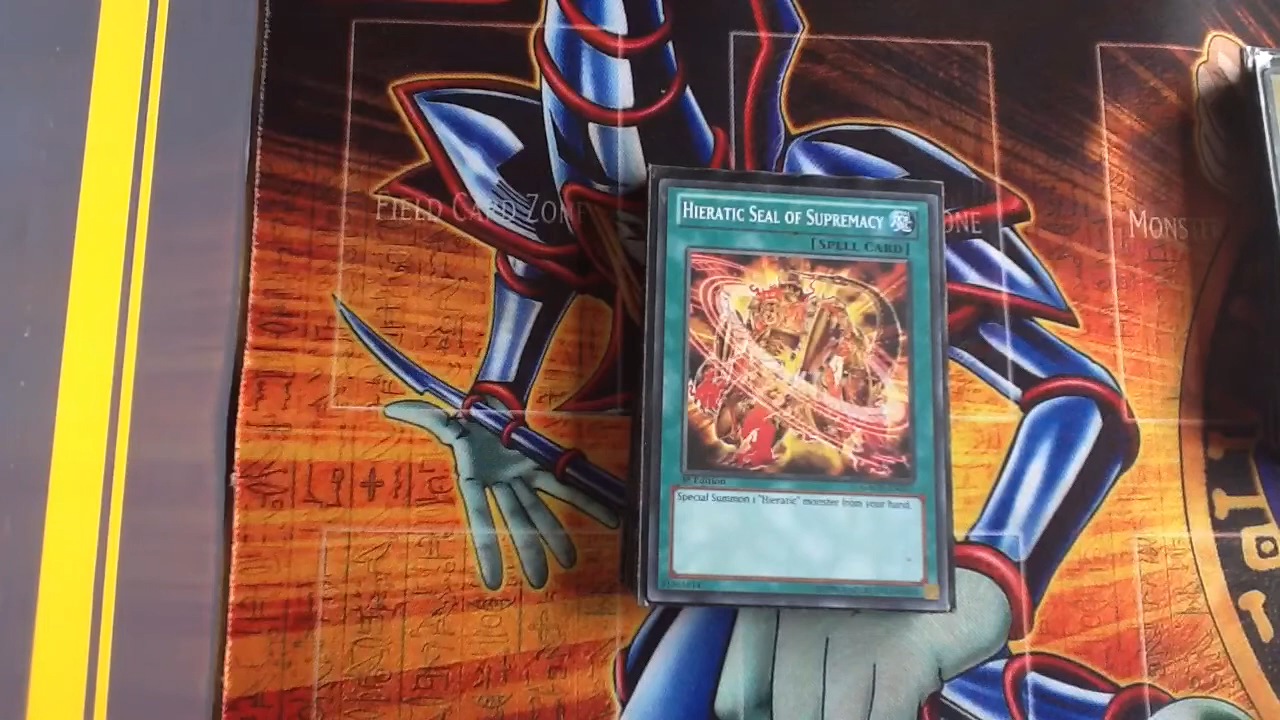 FIELD CARD ZONE
ONE
MONST
HIERATIC SEAL OF SUPREMACY
[SPELL CARD]
1st Edition
Special Summon 1 "Hieratic" monster from your hand.